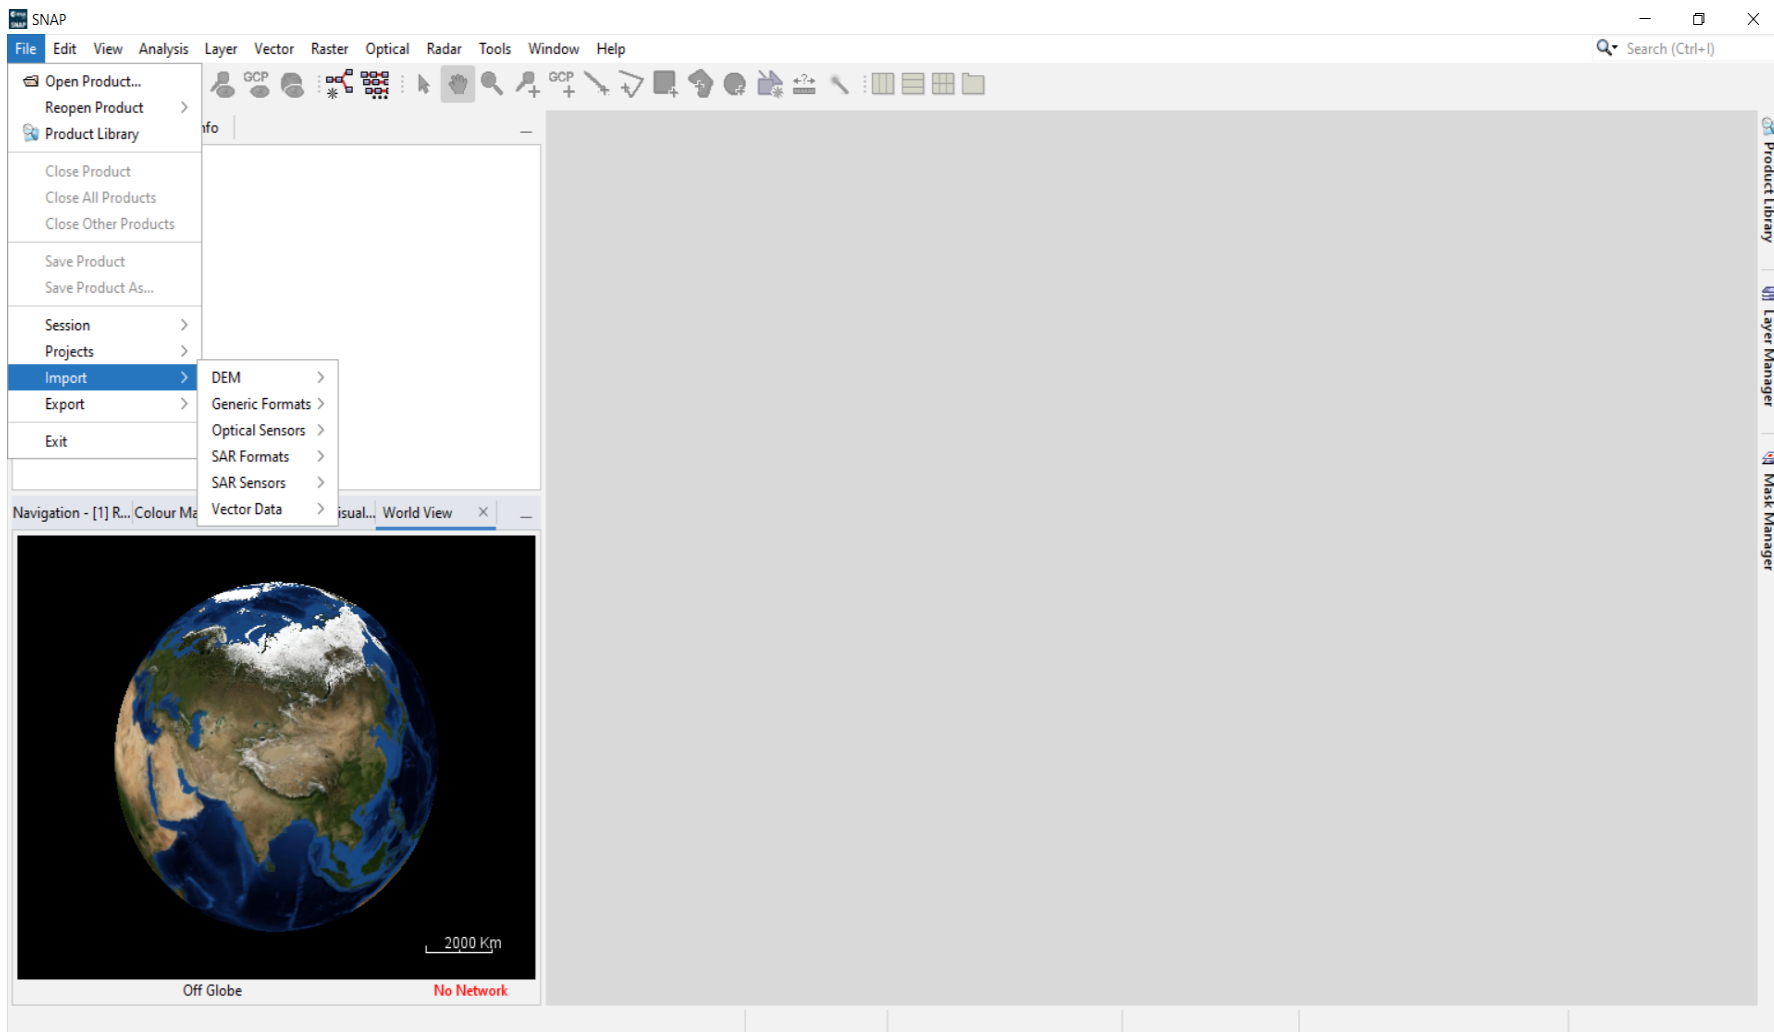 SNAP
File Edit View Analysis Layer Vector Raster Optical Radar Tools Window Help
Search (Ctrl+I)
Open Product...
Reopen Product
Product Library
Close Product
Close All Products
Close Other Products
Save Product
Save Product As...
Session
Projects
Import
Export
Exit
DEM
Generic Formats
Optical Sensors
SAR Formats
SAR Sensors
Vector Data
GCP
GCP
nfo
Navigation - [1] R... Colour Ma
isual... World View
2000 Km
Off Globe
No Network
Product Library
Layer Manager
Mask Manager